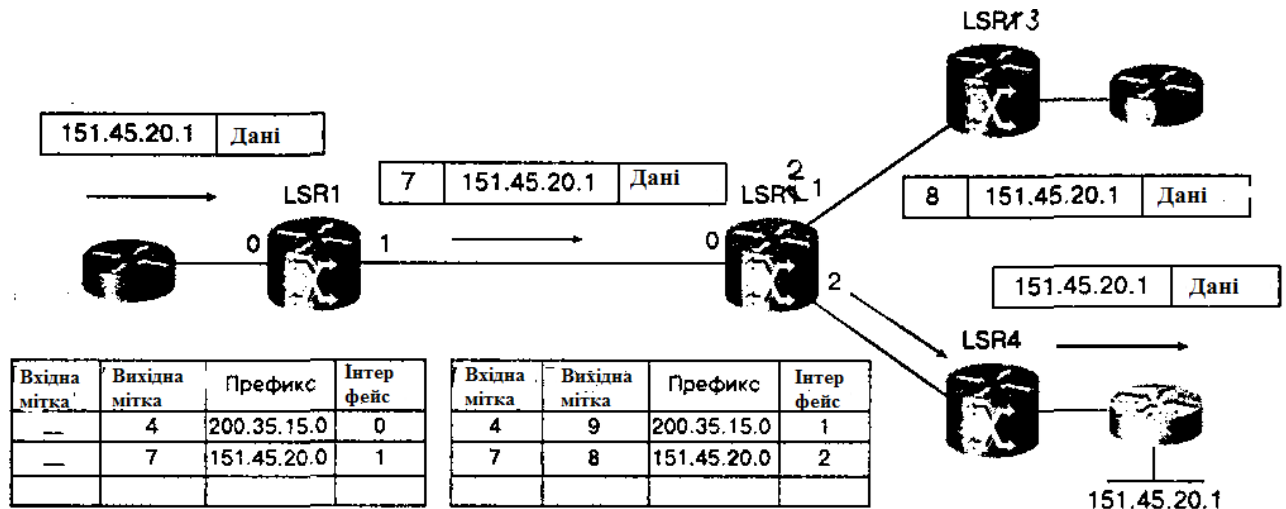 LSR 3
151.45.20.1 Дані
7 151.45.20.1 Дані
LSR1
LSR 2
0 1 0 1 2
8 151.45.20.1 Дані
151.45.20.1 Дані
LSR4
Вхідна мітка Вихідна мітка Префикс Інтер фейс
— 4 200.35.15.0 0
— 7 151.45.20.0 1
Вхідна мітка Вихідна мітка Префикс Інтер фейс
4 9 200.35.15.0 1
7 8 151.45.20.0 2
151.45.20.1